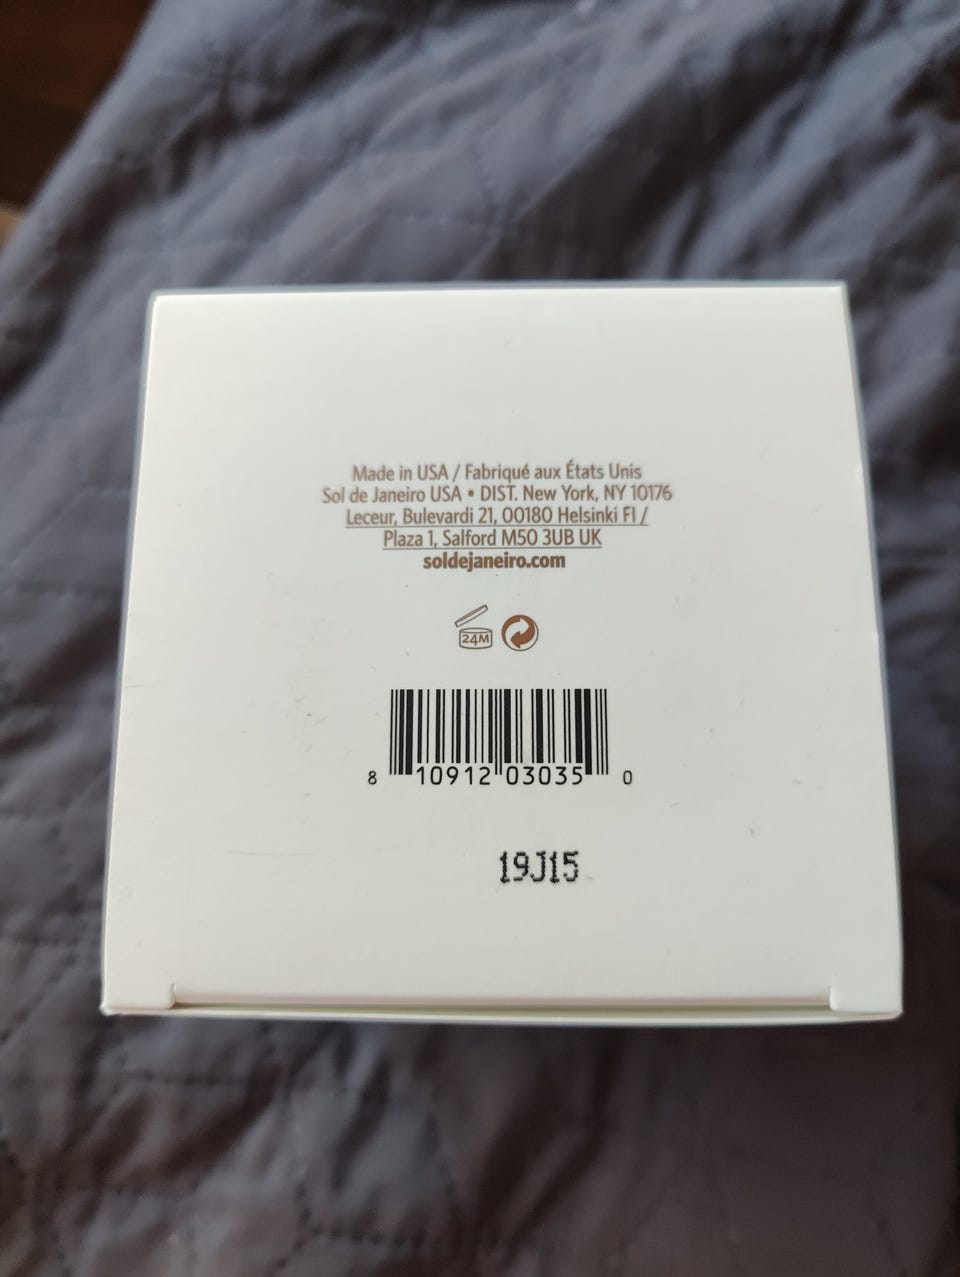 Made in USA / Fabriqué aux États Unis
Sol de Janeiro USA • DIST. New York, NY 10176
Leceur, Bulevardi 21, 00180 Helsinki FI /
Plaza 1, Salford M50 3UB UK
soldejaneiro.com
24M
8 10912 03035 0
19J15